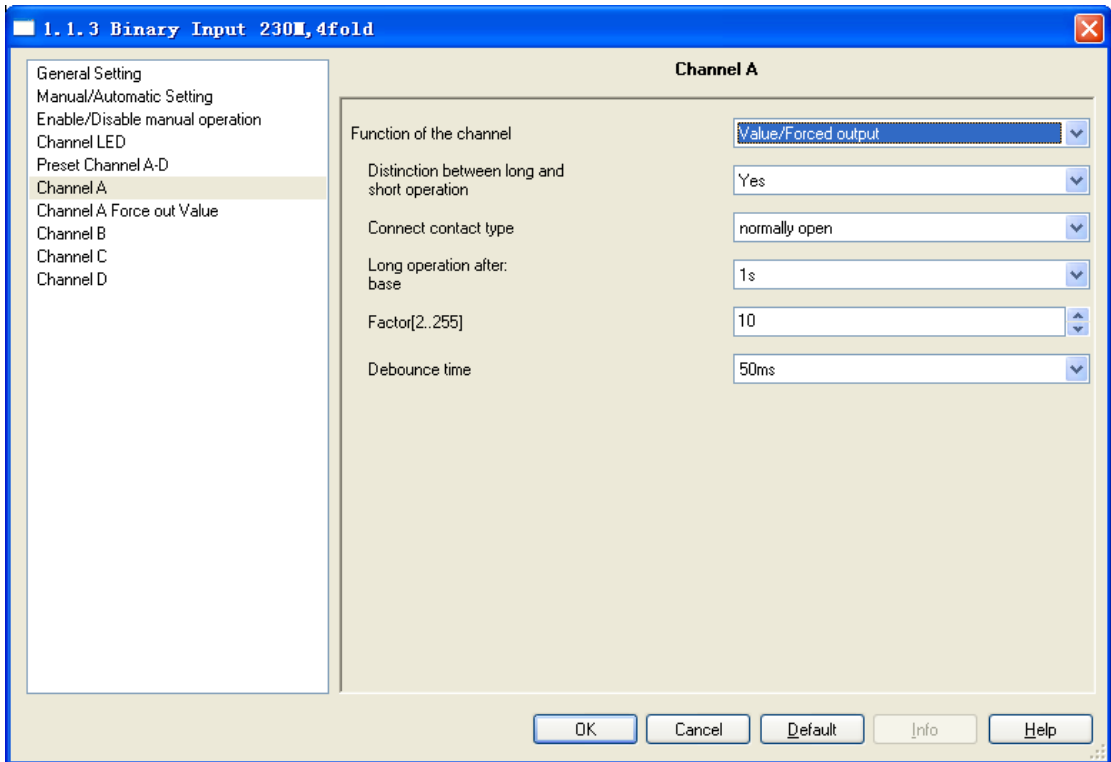 1.1.3 Binary Input 230M,4fold
General Setting
Manual/Automatic Setting
Enable/Disable manual operation
Channel LED
Preset Channel A-D
Channel A
Channel A Force out Value
Channel B
Channel C
Channel D
Channel A
Function of the channel
Value/Forced output
Distinction between long and
short operation
Yes
Connect contact type
normally open
Long operation after:
base
1s
Factor[2..255]
10
Debounce time
50ms
OK
Cancel
Default
Info
Help